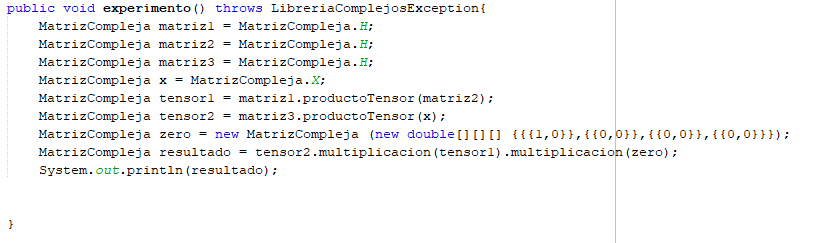 public void experimento() throws LibreriaComplejosException{
MatrizCompleja matriz1 = MatrizCompleja.H;
MatrizCompleja matriz2 = MatrizCompleja.H;
MatrizCompleja matriz3 = MatrizCompleja.H;
MatrizCompleja x = MatrizCompleja.X;
MatrizCompleja tensor1 = matriz1.productoTensor(matriz2);
MatrizCompleja tensor2 = matriz3.productoTensor(x);
MatrizCompleja zero = new MatrizCompleja (new double[][][] {{{1,0}},{{0,0}},{{0,0}},{{0,0}}});
MatrizCompleja resultado = tensor2.multiplicacion(tensor1).multiplicacion(zero);
System.out.println(resultado);
}